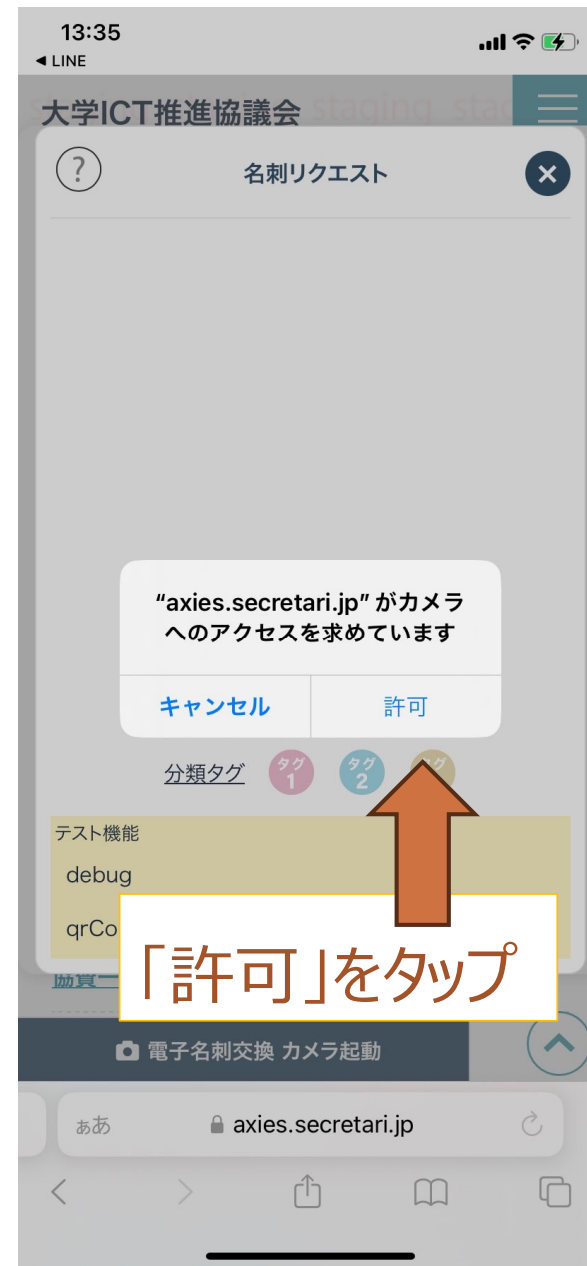 13:35
◀ LINE
staging stag
大学ICT推進協議会
?
名刺リクエスト
"axies.secretari.jp" がカメラ
へのアクセスを求めています
キャンセル 許可
分類タグ タグ 1 タグ 2
テスト機能
debug
qrCo
「許可」をタップ
電子名刺交換 カメラ起動
ぁあ axies.secretari.jp